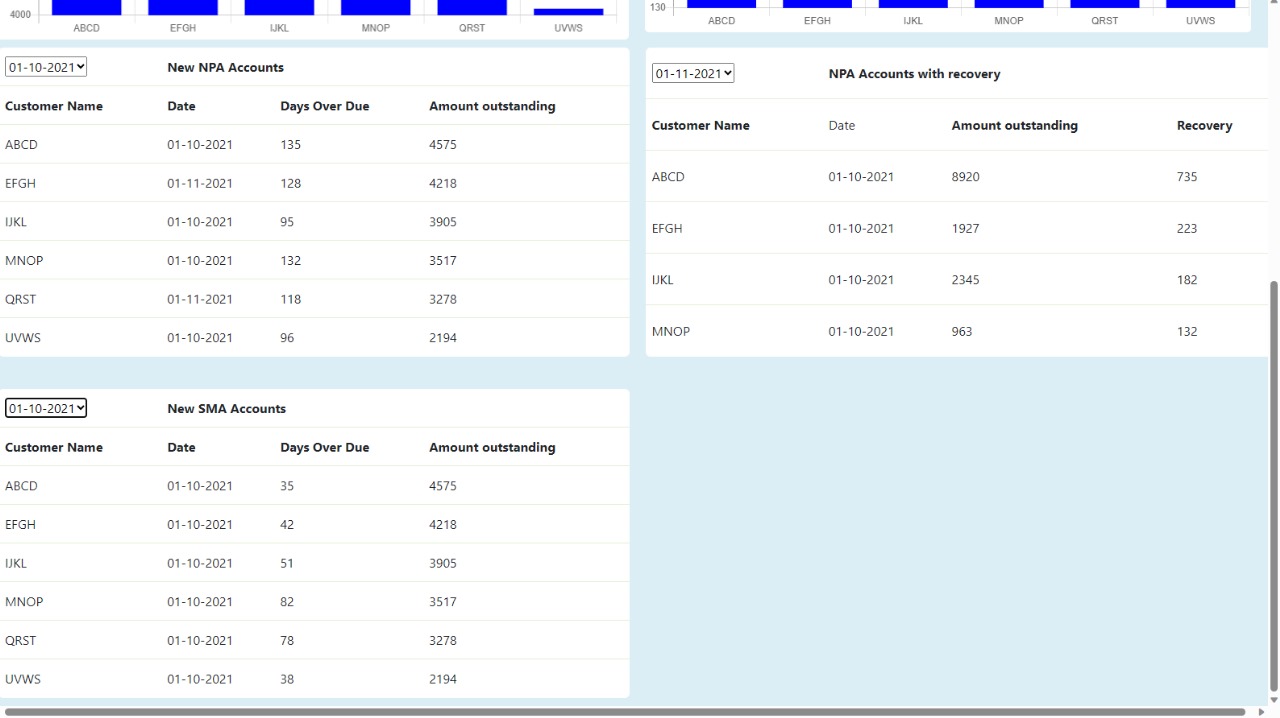 4000
ABCD EFGH IJKL MNOP QRST UVWS
130
ABCD EFGH IJKL MNOP QRST UVWS
01-10-2021 New NPA Accounts
Customer Name Date Days Over Due Amount outstanding
ABCD 01-10-2021 135 4575
EFGH 01-11-2021 128 4218
IJKL 01-10-2021 95 3905
MNOP 01-10-2021 132 3517
QRST 01-11-2021 118 3278
UVWS 01-10-2021 96 2194
01-11-2021 NPA Accounts with recovery
Customer Name Date Amount outstanding Recovery
ABCD 01-10-2021 8920 735
EFGH 01-10-2021 1927 223
IJKL 01-10-2021 2345 182
MNOP 01-10-2021 963 132
01-10-2021 New SMA Accounts
Customer Name Date Days Over Due Amount outstanding
ABCD 01-10-2021 35 4575
EFGH 01-10-2021 42 4218
IJKL 01-10-2021 51 3905
MNOP 01-10-2021 82 3517
QRST 01-10-2021 78 3278
UVWS 01-10-2021 38 2194